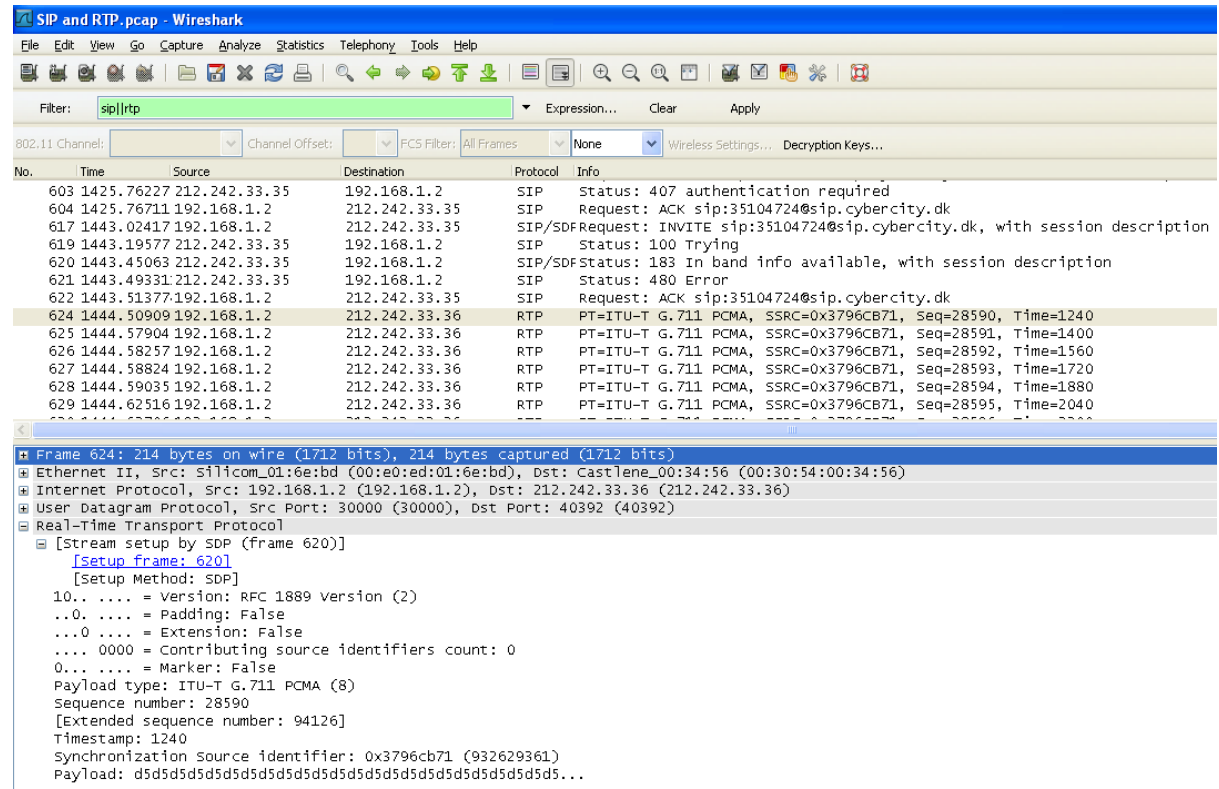 SIP and RTP.pcap - Wireshark
File Edit View Go Capture Analyze Statistics Telephony Tools Help
Filter: sip||rtp Expression... Clear Apply
802.11 Channel: Channel Offset: FCS Filter: All Frames None Wireless Settings... Decryption Keys...
No. Time Source Destination Protocol Info
603 1425.76227 212.242.33.35 192.168.1.2 SIP Status: 407 authentication required
604 1425.76711 192.168.1.2 212.242.33.35 SIP Request: ACK sip:35104724@sip.cybercity.dk
617 1443.02417 192.168.1.2 212.242.33.35 SIP/SDF Request: INVITE sip:35104724@sip.cybercity.dk, with session description
619 1443.19577 212.242.33.35 192.168.1.2 SIP Status: 100 Trying
620 1443.45063 212.242.33.35 192.168.1.2 SIP/SDF Status: 183 In band info available, with session description
621 1443.49331 212.242.33.35 192.168.1.2 SIP Status: 480 Error
622 1443.51377 192.168.1.2 212.242.33.35 SIP Request: ACK sip:35104724@sip.cybercity.dk
624 1444.50909 192.168.1.2 212.242.33.36 RTP PT=ITU-T G.711 PCMA, SSRC=0x3796CB71, Seq=28590, Time=1240
625 1444.57904 192.168.1.2 212.242.33.36 RTP PT=ITU-T G.711 PCMA, SSRC=0x3796CB71, Seq=28591, Time=1400
626 1444.58257 192.168.1.2 212.242.33.36 RTP PT=ITU-T G.711 PCMA, SSRC=0x3796CB71, Seq=28592, Time=1560
627 1444.58824 192.168.1.2 212.242.33.36 RTP PT=ITU-T G.711 PCMA, SSRC=0x3796CB71, Seq=28593, Time=1720
628 1444.59035 192.168.1.2 212.242.33.36 RTP PT=ITU-T G.711 PCMA, SSRC=0x3796CB71, Seq=28594, Time=1880
629 1444.62516 192.168.1.2 212.242.33.36 RTP PT=ITU-T G.711 PCMA, SSRC=0x3796CB71, Seq=28595, Time=2040
Frame 624: 214 bytes on wire (1712 bits), 214 bytes captured (1712 bits)
Ethernet II, Src: Silicom_01:6e:bd (00:e0:ed:01:6e:bd), Dst: Castlene_00:34:56 (00:30:54:00:34:56)
Internet Protocol, Src: 192.168.1.2 (192.168.1.2), Dst: 212.242.33.36 (212.242.33.36)
User Datagram Protocol, Src Port: 30000 (30000), Dst Port: 40392 (40392)
Real-Time Transport Protocol
[Stream setup by SDP (frame 620)]
[Setup frame: 620]
[Setup Method: SDP]
10.. .... = Version: RFC 1889 Version (2)
..0. .... = Padding: False
...0 .... = Extension: False
.... 0000 = Contributing source identifiers count: 0
0... .... = Marker: False
Payload type: ITU-T G.711 PCMA (8)
Sequence number: 28590
[Extended sequence number: 94126]
Timestamp: 1240
Synchronization Source identifier: 0x3796cb71 (932629361)
Payload: d5d5d5d5d5d5d5d5d5d5d5d5d5d5d5d5d5d5d5d5d5d5d5d5...